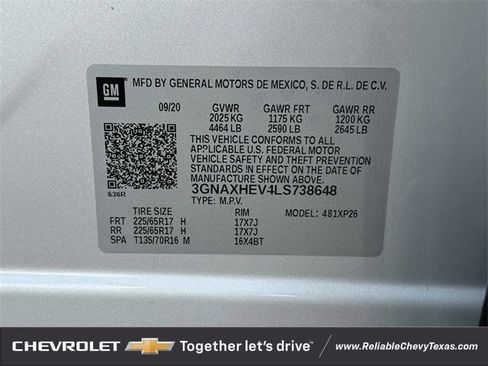 GM
MFD BY GENERAL MOTORS DE MEXICO, S. DE R.L. DE C.V.
09/20 GVWR GAWR FRT GAWR RR
2025 KG 1175 KG 1200 KG
4464 LB 2590 LB 2645 LB
THIS VEHICLE CONFORMS TO ALL
APPLICABLE U.S. FEDERAL MOTOR
VEHICLE SAFETY AND THEFT PREVENTION
STANDARDS IN EFFECT ON THE DATE OF
MANUFACTURE SHOWN ABOVE.
3GNAXHEV4LS738648
636R
TYPE: M.P.V.
TIRE SIZE RIM MODEL: 481XP26
FRT 225/65R17 H 17X7J
RR 225/65R17 H 17X7J
SPA T135/70R16 M 16X4BT
CHEVROLET Together let's drive™ www.ReliableChevyTexas.com